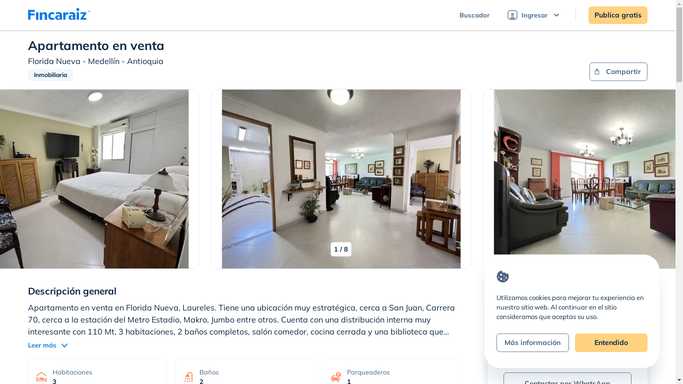 Fincaraiz
Buscador
Ingresar
Publica gratis
Apartamento en venta
Florida Nueva - Medellín - Antioquia
Inmobiliaria
Compartir
1 / 8
Descripción general
Apartamento en venta en Florida Nueva, Laureles. Tiene una ubicación muy estratégica, cerca a San Juan, Carrera
70, cerca a la estación del Metro Estadio, Makro, Jumbo entre otros. Cuenta con una distribución interna muy
interesante con 110 Mt, 3 habitaciones, 2 baños completos, salón comedor, cocina cerrada y una biblioteca que...
Leer más
Habitaciones
3
Baños
2
Parqueaderos
1
Utilizamos cookies para mejorar tu experiencia en
nuestro sitio web. Al continuar en el sitio
consideramos que aceptas su uso.
Más información
Entendido
Contactar por WhatsApp